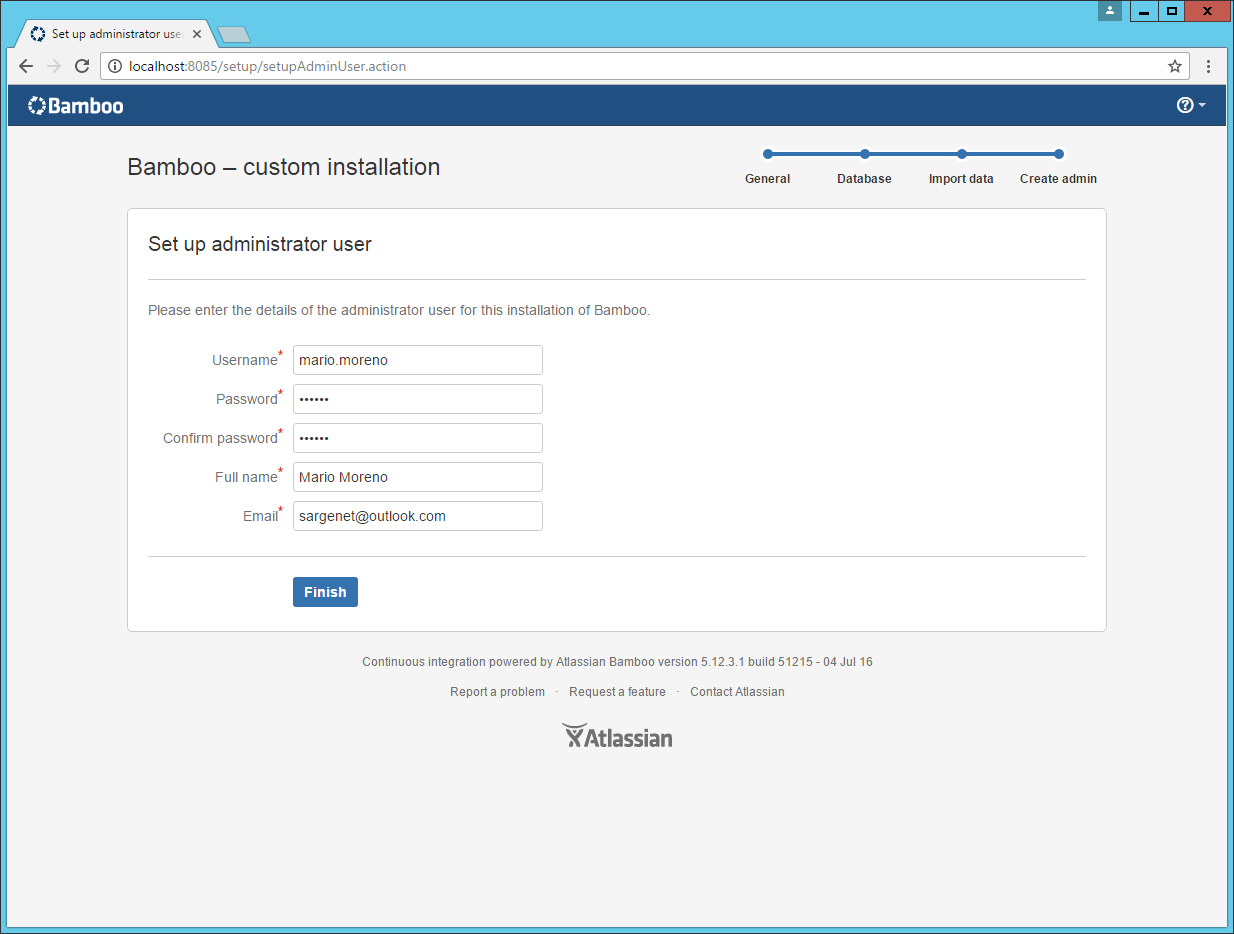 Set up administrator use
localhost:8085/setup/setupAdminUser.action
Bamboo
Bamboo – custom installation
General
Database
Import data
Create admin
Set up administrator user
Please enter the details of the administrator user for this installation of Bamboo.
Username* mario.moreno
Password* ••••••
Confirm password* ••••••
Full name* Mario Moreno
Email* sargenet@outlook.com
Finish
Continuous integration powered by Atlassian Bamboo version 5.12.3.1 build 51215 - 04 Jul 16
Report a problem · Request a feature · Contact Atlassian
Atlassian